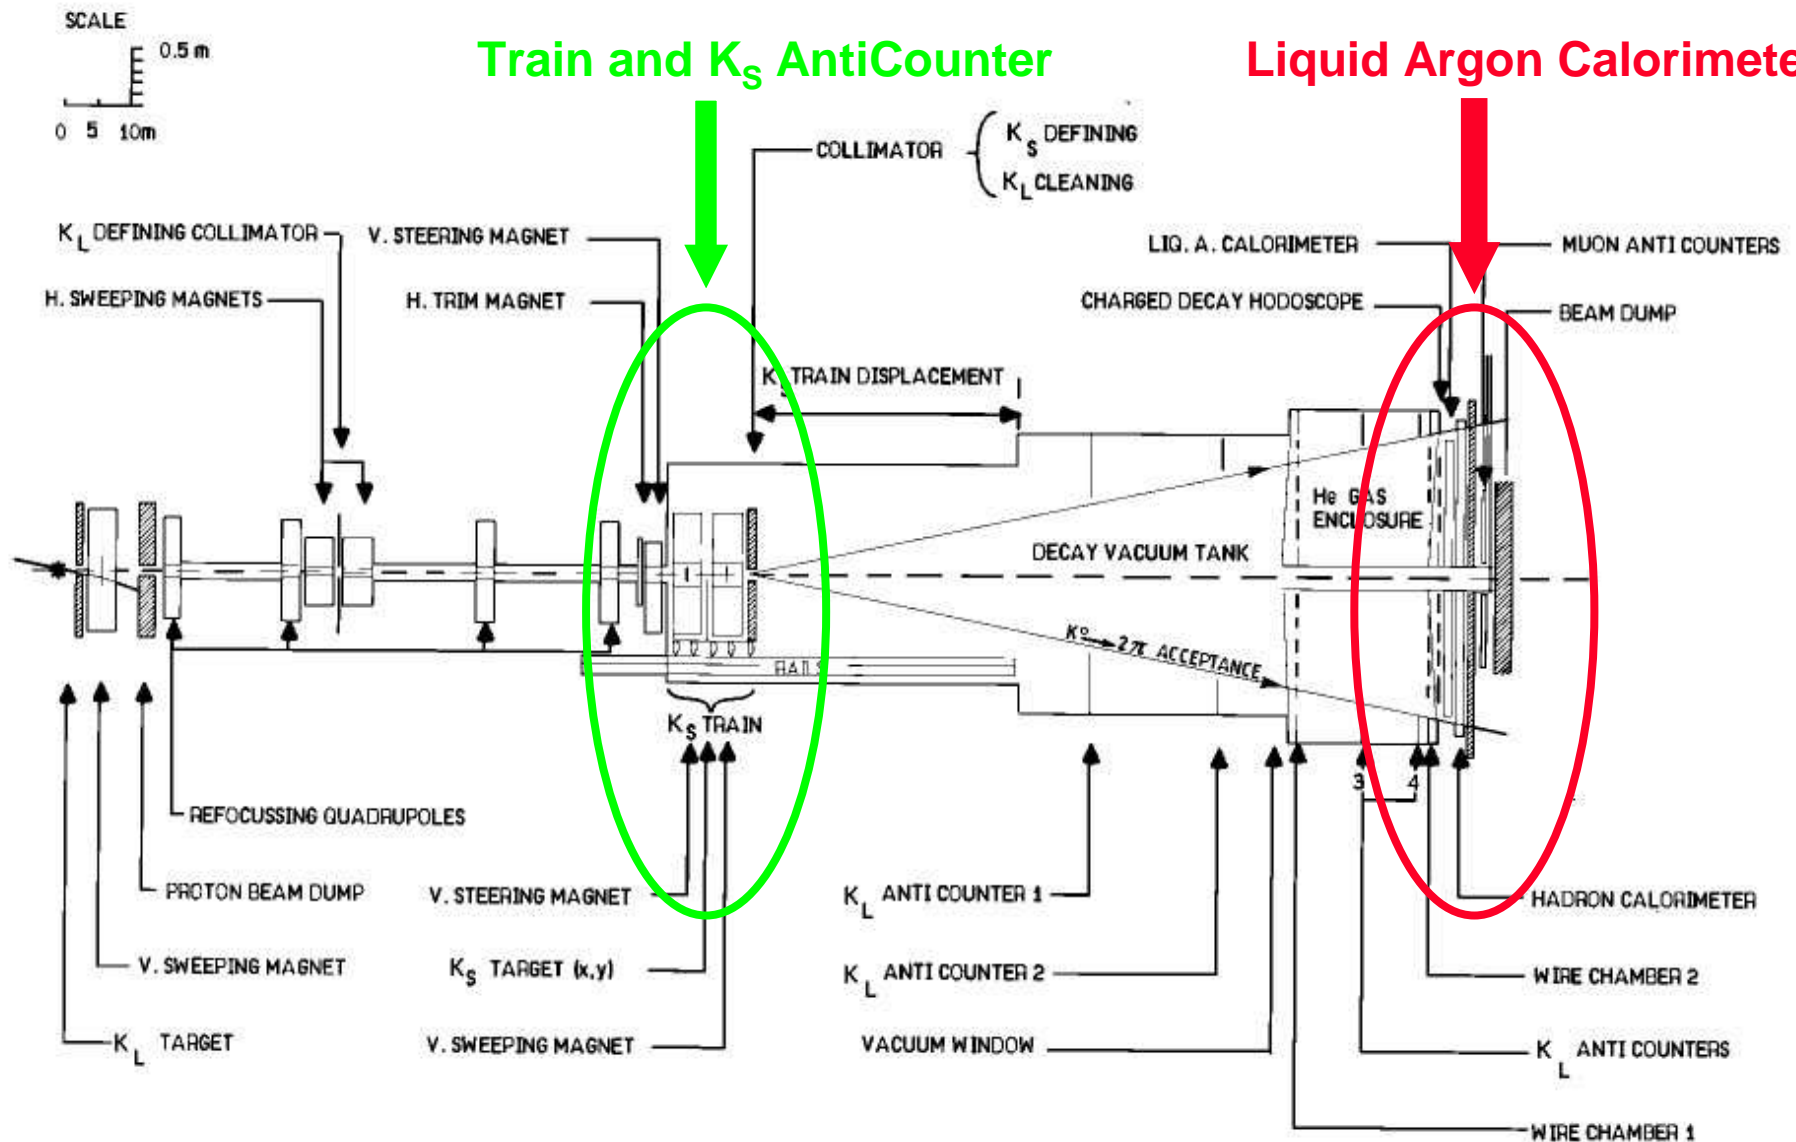 SCALE
0.5 m
0 5 10m
Train and KS AntiCounter
Liquid Argon Calorimete
COLLIMATOR
KS DEFINING
KL CLEANING
KL DEFINING COLLIMATOR
V. STEERING MAGNET
LIQ. A. CALORIMETER
MUON ANTI COUNTERS
H. SWEEPING MAGNETS
H. TRIM MAGNET
CHARGED DECAY HODOSCOPE
BEAM DUMP
KS TRAIN DISPLACEMENT
He GAS
ENCLOSURE
DECAY VACUUM TANK
K° → 2π ACCEPTANCE
RAILS
KS TRAIN
3 4
REFOCUSSING QUADRUPOLES
PROTON BEAM DUMP
V. STEERING MAGNET
KL ANTI COUNTER 1
HADRON CALORIMETER
V. SWEEPING MAGNET
KS TARGET (x,y)
KL ANTI COUNTER 2
WIRE CHAMBER 2
KL TARGET
V. SWEEPING MAGNET
VACUUM WINDOW
KL ANTI COUNTERS
WIRE CHAMBER 1